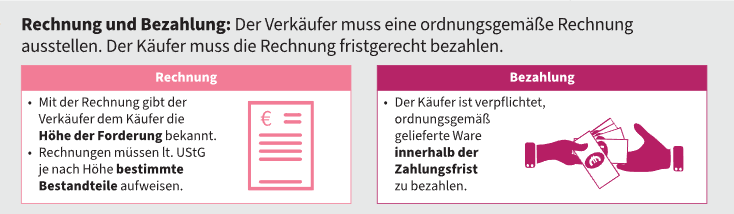 Rechnung und Bezahlung: Der Verkäufer muss eine ordnungsgemäße Rechnung
ausstellen. Der Käufer muss die Rechnung fristgerecht bezahlen.
Rechnung
• Mit der Rechnung gibt der
Verkäufer dem Käufer die
Höhe der Forderung bekannt.
• Rechnungen müssen lt. UStG
je nach Höhe bestimmte
Bestandteile aufweisen.
€
Bezahlung
• Der Käufer ist verpflichtet,
ordnungsgemäß
gelieferte Ware
innerhalb der
Zahlungsfrist
zu bezahlen.
€